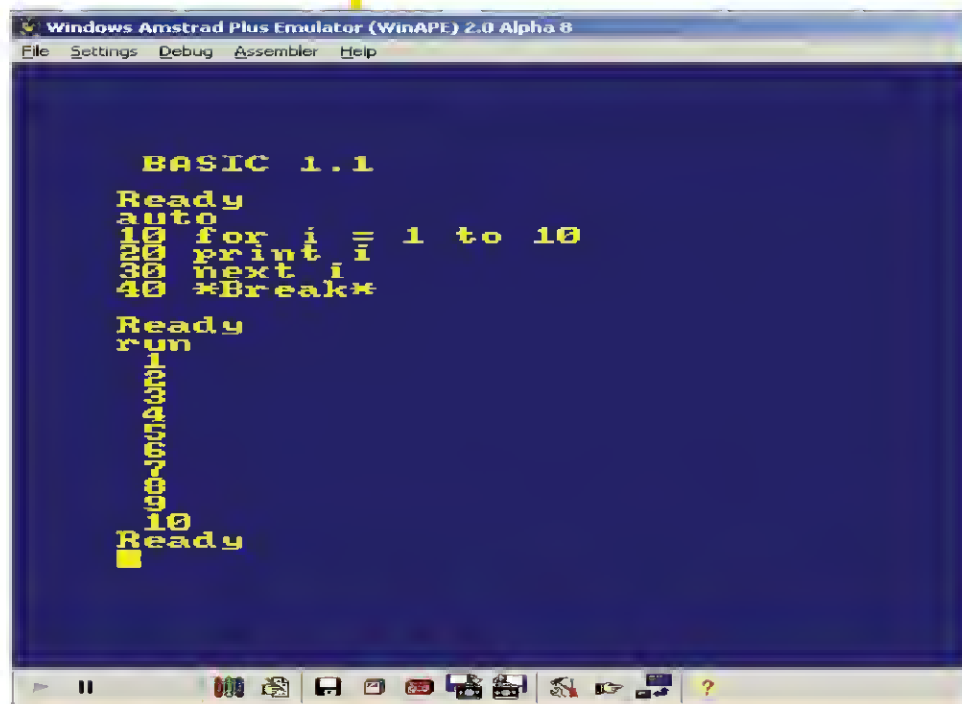 Windows Amstrad Plus Emulator (WinAPE) 2.0 Alpha 8
File Settings Debug Assembler Help
BASIC 1.1
Ready
auto
10 for i = 1 to 10
20 print i
30 next i
40 *Break*
Ready
run
1
2
3
4
5
6
7
8
9
10
Ready
?